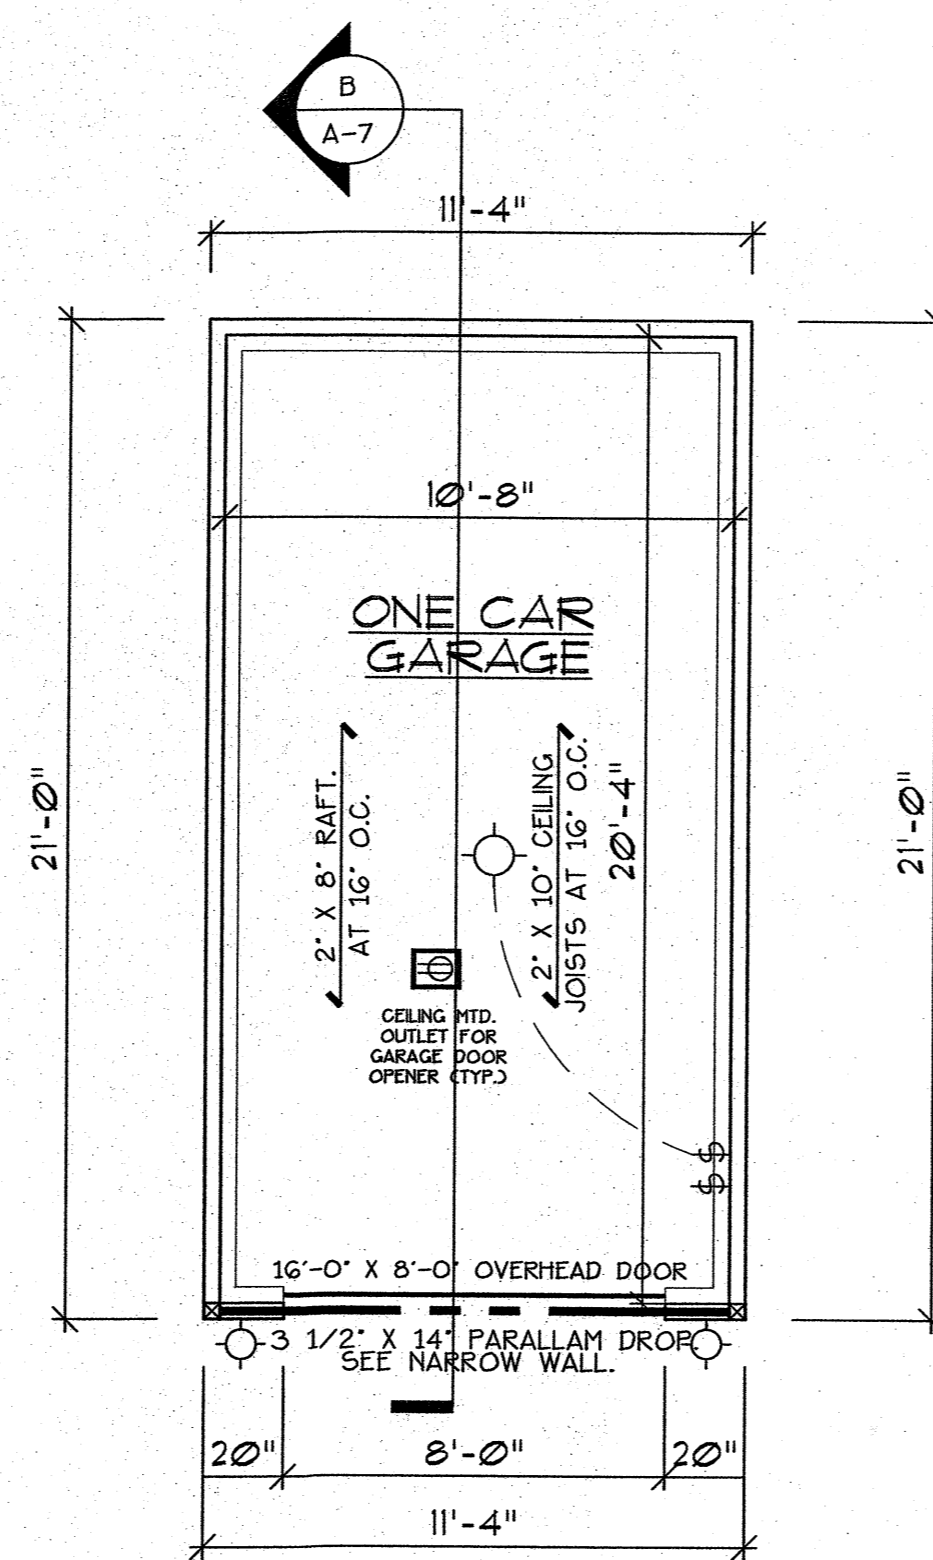 B
A-7
11'-4"
10'-8"
ONE CAR
GARAGE
21'-0"
2" X 8" RAFT.
AT 16" O.C.
2" X 10" CEILING
JOISTS AT 16" O.C.
20'-4"
21'-0"
CEILING MTD.
OUTLET FOR
GARAGE DOOR
OPENER (TYP.)
$
$
16'-0" X 8'-0" OVERHEAD DOOR
3 1/2" X 14" PARALLAM DROP.
SEE NARROW WALL.
20" 8'-0" 20"
11'-4"